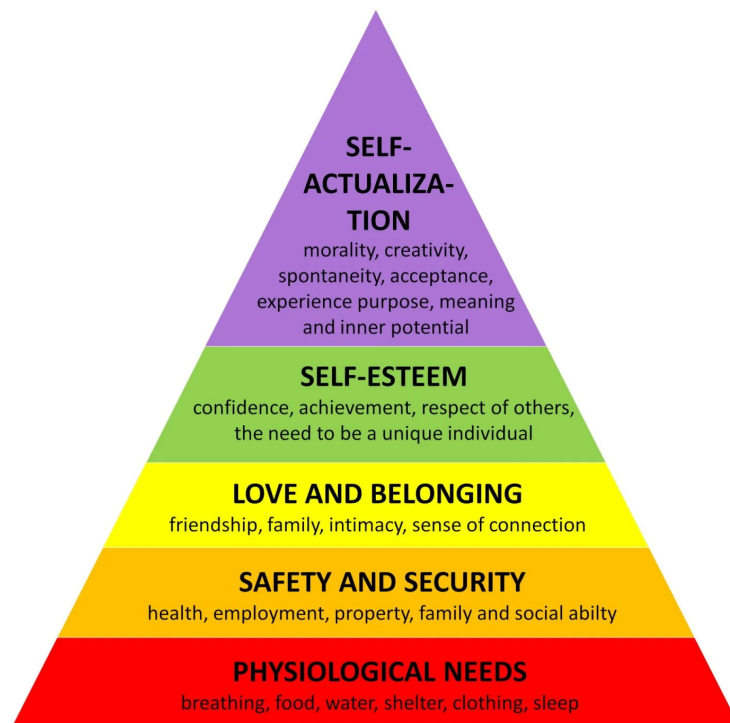 SELF-
ACTUALIZA-
TION
morality, creativity,
spontaneity, acceptance,
experience purpose, meaning
and inner potential
SELF-ESTEEM
confidence, achievement, respect of others,
the need to be a unique individual
LOVE AND BELONGING
friendship, family, intimacy, sense of connection
SAFETY AND SECURITY
health, employment, property, family and social abilty
PHYSIOLOGICAL NEEDS
breathing, food, water, shelter, clothing, sleep